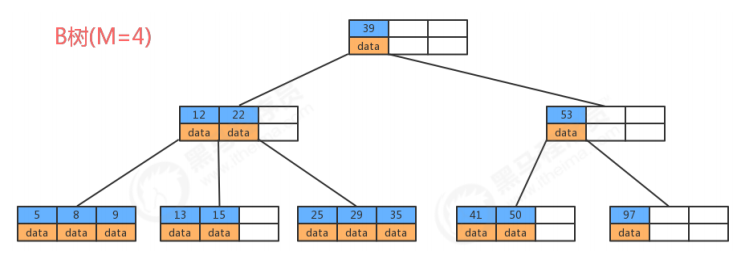 B树(M=4)
39
data
12 22
data data
53
data
5 8 9
data data data
13 15
data data
25 29 35
data data data
41 50
data data
97
data